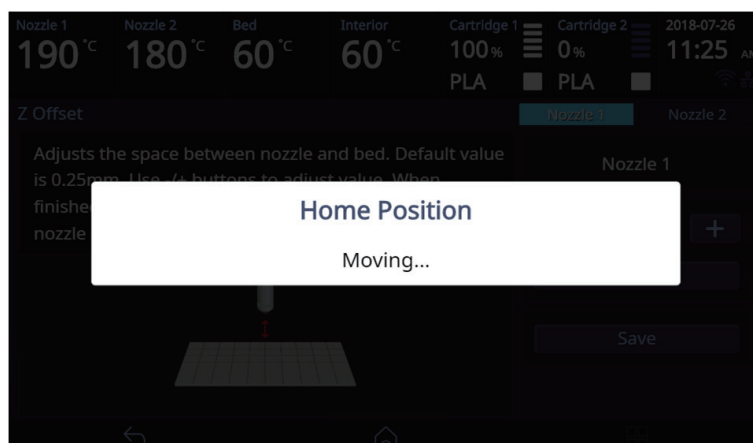 Nozzle 1 Nozzle 2 Bed Interior Cartridge 1 Cartridge 2 2018-07-26
190 °C 180 °C 60 °C 60 °C 100 % 0 % 11:25
PLA PLA
Z Offset Nozzle 1 Nozzle 2
Adjusts the space between nozzle and bed. Default value
is 0.25mm. Use -/+ buttons to adjust value. When
finished
nozzle
Nozzle 1
+
Home Position
Moving...
Save